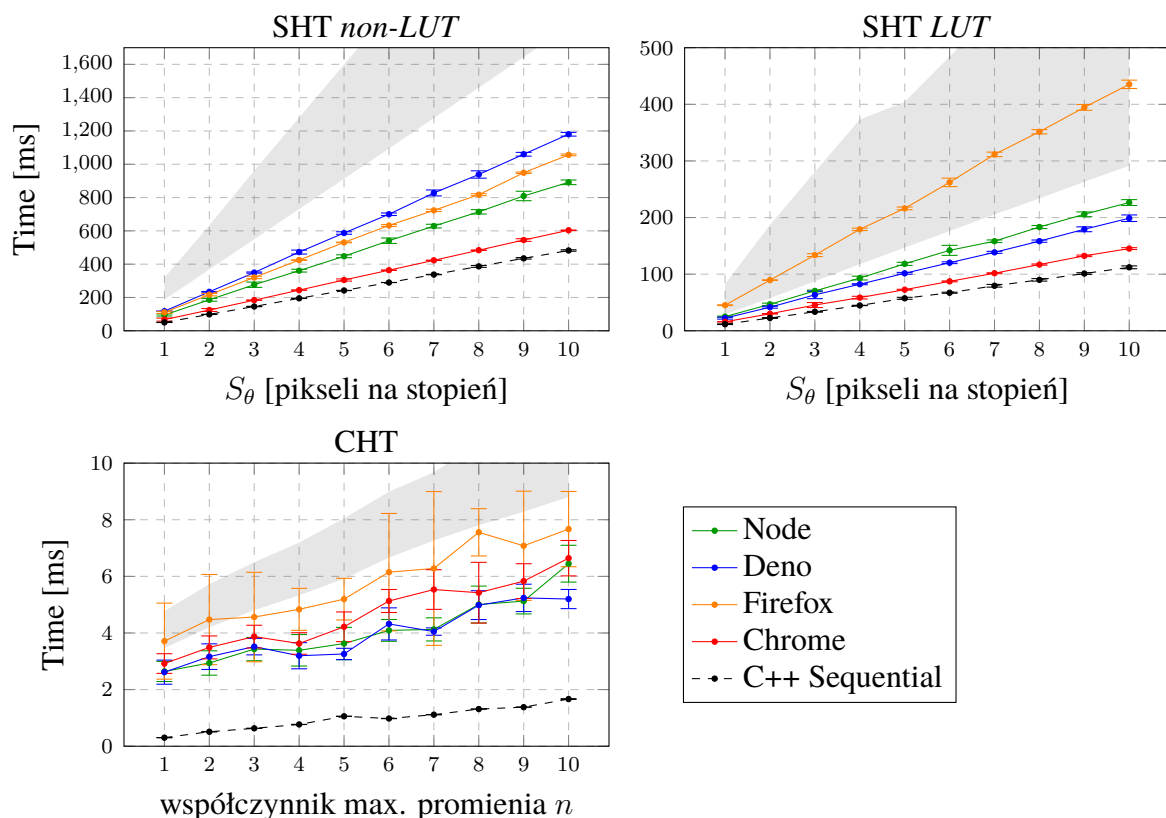 SHT non-LUT
Time [ms]
1,600
1,400
1,200
1,000
800
600
400
200
0
1 2 3 4 5 6 7 8 9 10
S_θ [pikseli na stopień]
SHT LUT
500
400
300
200
100
0
1 2 3 4 5 6 7 8 9 10
S_θ [pikseli na stopień]
CHT
Time [ms]
10
8
6
4
2
0
1 2 3 4 5 6 7 8 9 10
współczynnik max. promienia n
Node
Deno
Firefox
Chrome
C++ Sequential